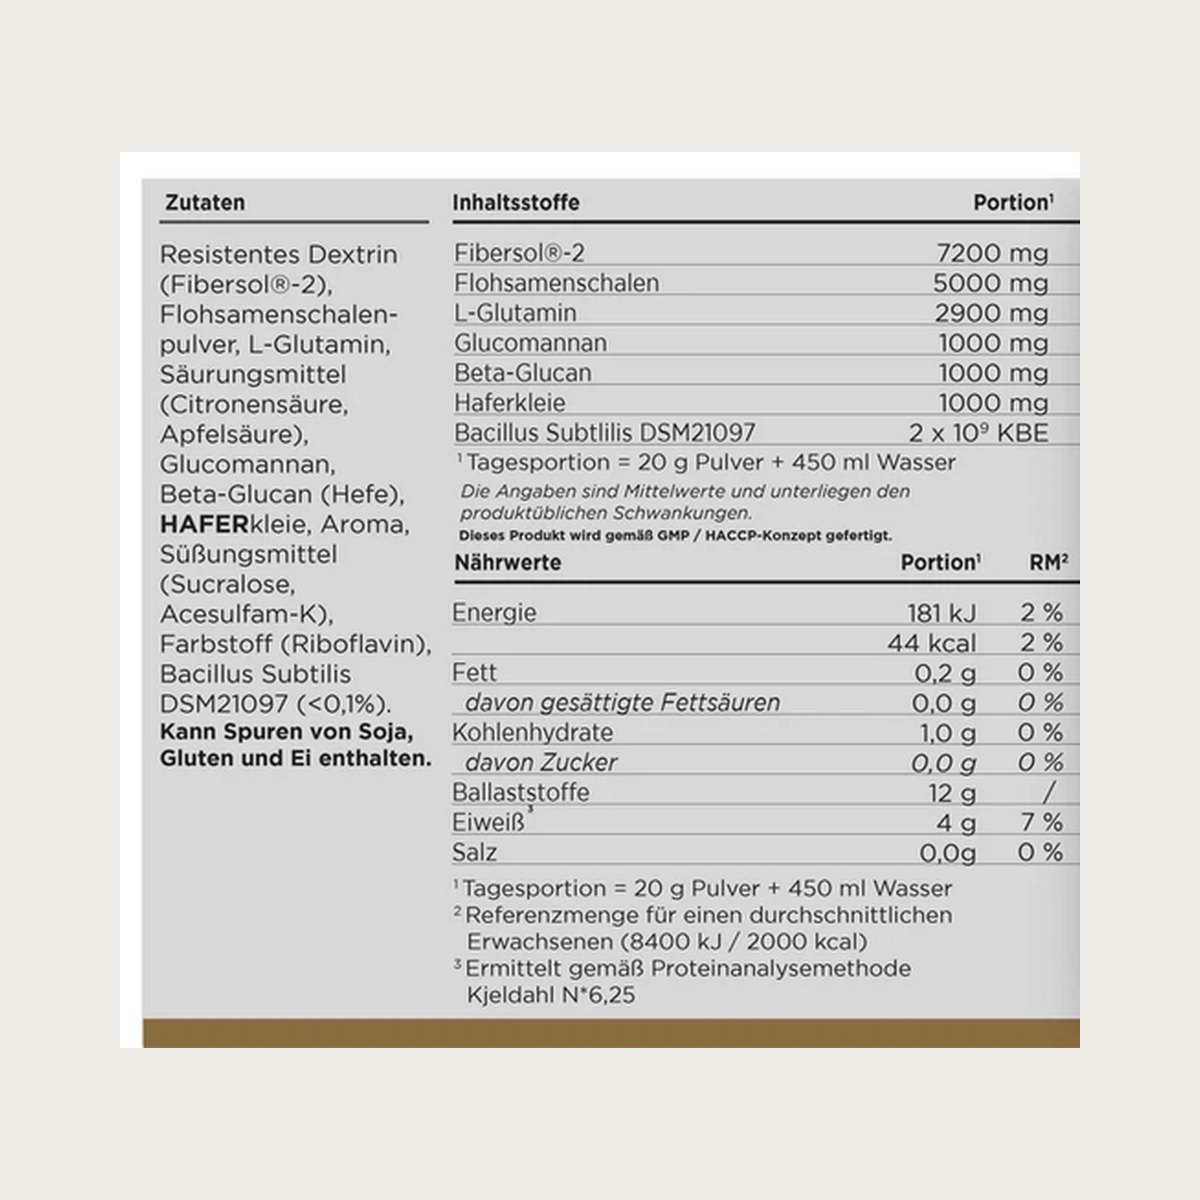 Zutaten
Resistentes Dextrin
(Fibersol®-2),
Flohsamenschalen-
pulver, L-Glutamin,
Säurungsmittel
(Citronensäure,
Apfelsäure),
Glucomannan,
Beta-Glucan (Hefe),
HAFERkleie, Aroma,
Süßungsmittel
(Sucralose,
Acesulfam-K),
Farbstoff (Riboflavin),
Bacillus Subtilis
DSM21097 (<0,1%).
Kann Spuren von Soja,
Gluten und Ei enthalten.
Inhaltsstoffe Portion¹
Fibersol®-2 7200 mg
Flohsamenschalen 5000 mg
L-Glutamin 2900 mg
Glucomannan 1000 mg
Beta-Glucan 1000 mg
Haferkleie 1000 mg
Bacillus Subtlilis DSM21097 2 x 10⁹ KBE
¹ Tagesportion = 20 g Pulver + 450 ml Wasser
Die Angaben sind Mittelwerte und unterliegen den
produktüblichen Schwankungen.
Dieses Produkt wird gemäß GMP / HACCP-Konzept gefertigt.
Nährwerte Portion¹ RM²
Energie 181 kJ 2 %
44 kcal 2 %
Fett 0,2 g 0 %
davon gesättigte Fettsäuren 0,0 g 0 %
Kohlenhydrate 1,0 g 0 %
davon Zucker 0,0 g 0 %
Ballaststoffe 12 g /
Eiweiß³ 4 g 7 %
Salz 0,0g 0 %
¹ Tagesportion = 20 g Pulver + 450 ml Wasser
² Referenzmenge für einen durchschnittlichen
Erwachsenen (8400 kJ / 2000 kcal)
³ Ermittelt gemäß Proteinanalysemethode
Kjeldahl N*6,25